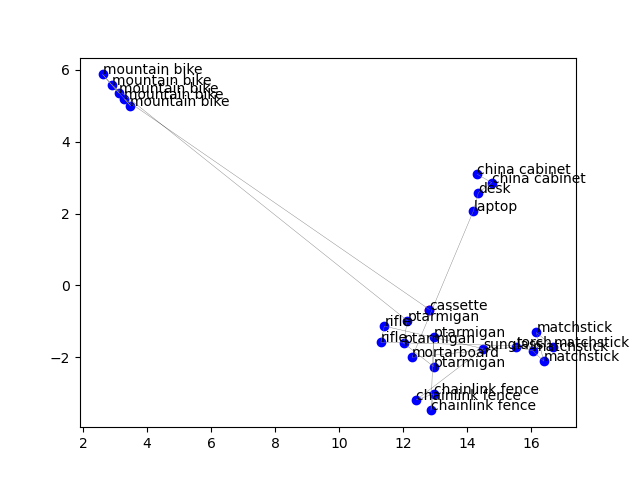 mountain bike
mountain bike
mountain bike
mountain bike
mountain bike
china cabinet
china cabinet
desk
laptop
cassette
ptarmigan
rifle
matchstick
ptarmigan
rifle
ptarmigan
sunglass
torch
matchstick
matchstick
mortarboard
matchstick
ptarmigan
chainlink fence
chainlink fence
chainlink fence
6
4
2
0
−2
2
4
6
8
10
12
14
16